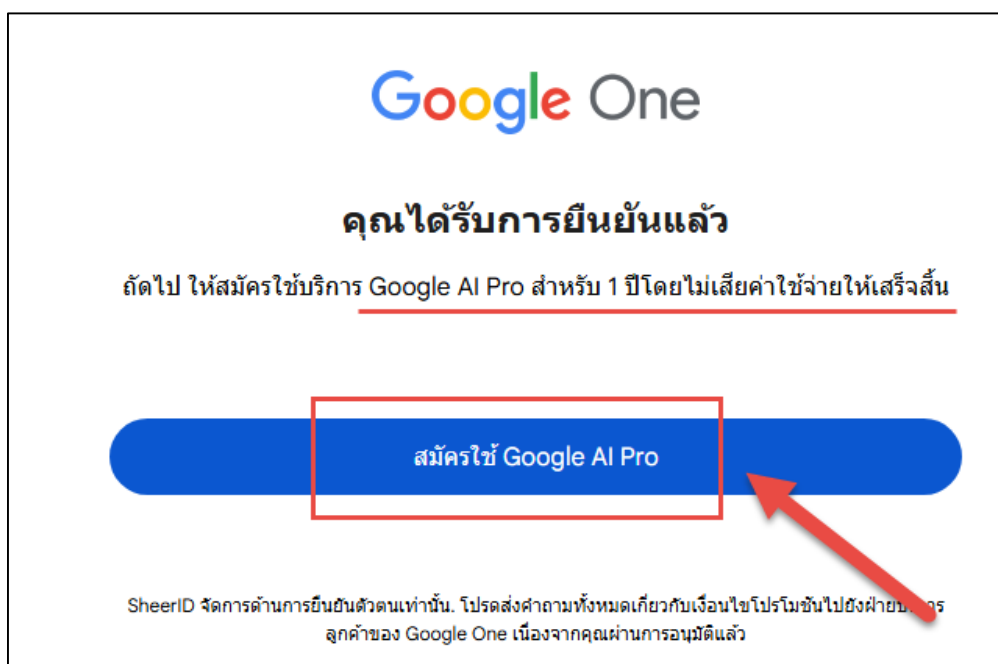 Google One
คุณได้รับการยืนยันแล้ว
ถัดไป ให้สมัครใช้บริการ Google AI Pro สำหรับ 1 ปีโดยไม่เสียค่าใช้จ่ายให้เสร็จสิ้น
สมัครใช้ Google AI Pro
SheerID จัดการด้านการยืนยันตัวตนเท่านั้น. โปรดส่งคำถามทั้งหมดเกี่ยวกับเงื่อนไขโปรโมชันไปยังฝ่าย
ลูกค้าของ Google One เนื่องจากคุณผ่านการอนุมัติแล้ว